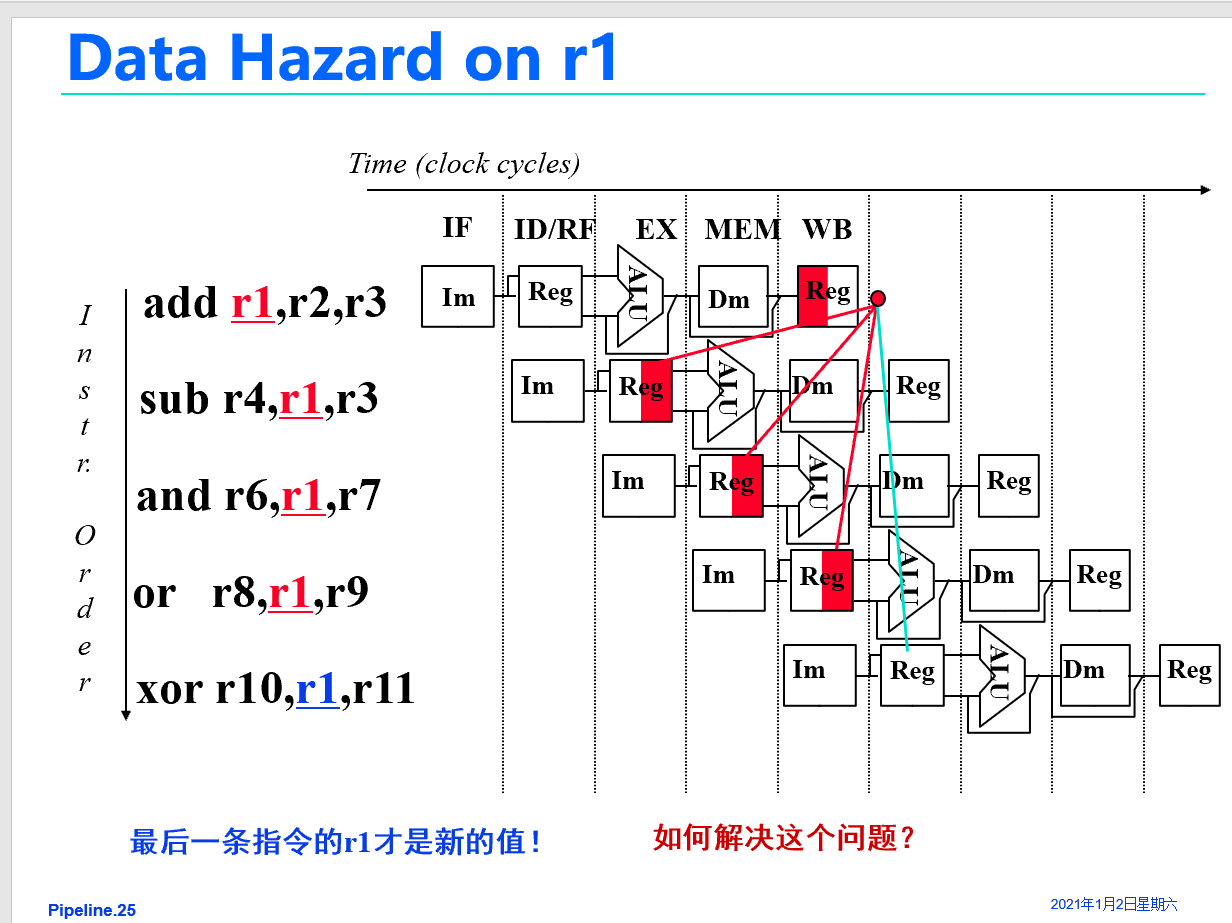 Data Hazard on r1
Time (clock cycles)
IF ID/RF EX MEM WB
Instr. Order
add r1,r2,r3
Im Reg ALU Dm Reg
sub r4,r1,r3
Im Reg ALU Dm Reg
and r6,r1,r7
Im Reg ALU Dm Reg
or r8,r1,r9
Im Reg ALU Dm Reg
xor r10,r1,r11
Im Reg ALU Dm Reg
最后一条指令的r1才是新的值！
如何解决这个问题？
Pipeline.25
2021年1月2日星期六